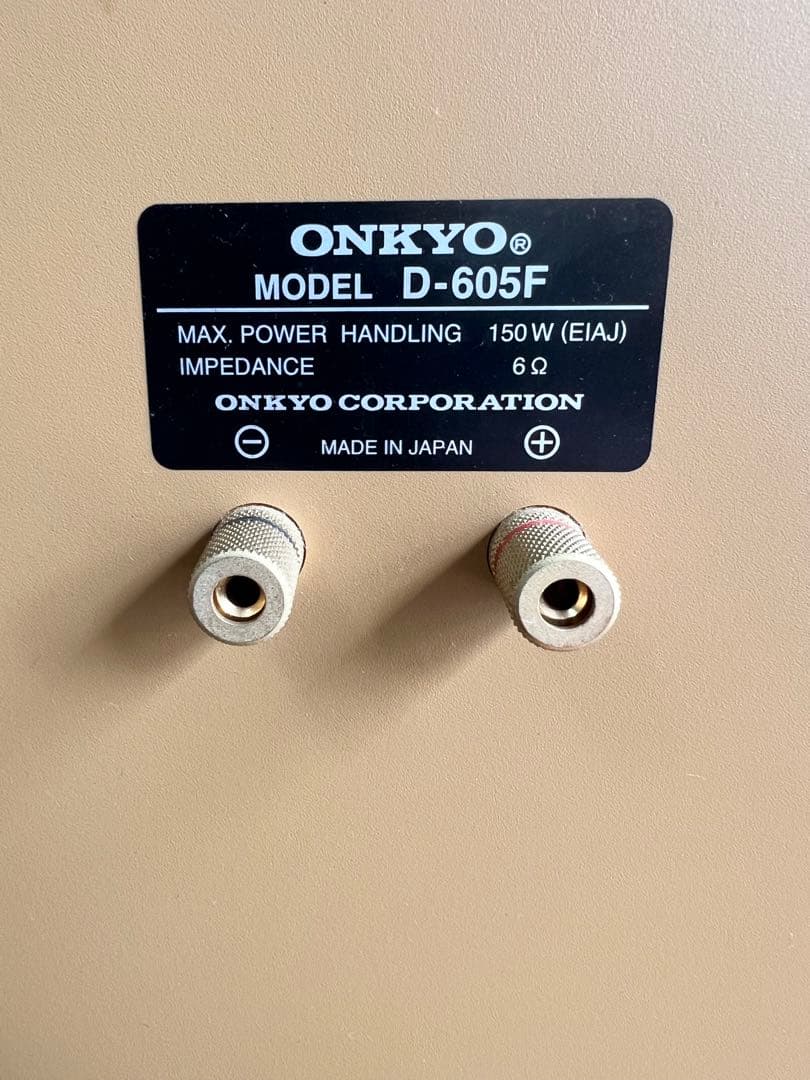 ONKYO®
MODEL D-605F
MAX. POWER HANDLING 150W (EIAJ)
IMPEDANCE 6Ω
ONKYO CORPORATION
⊖ MADE IN JAPAN ⊕